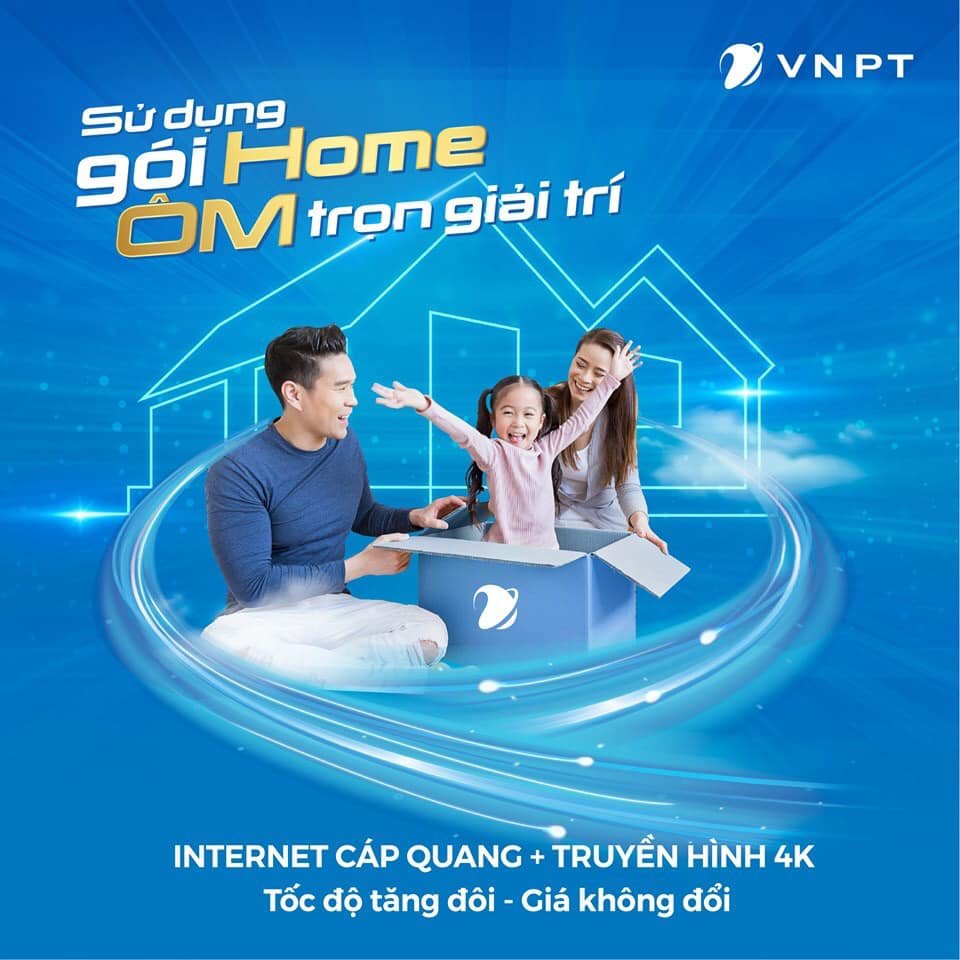 VNPT
Sử dụng
gói Home
ÔM trọn giải trí
INTERNET CÁP QUANG + TRUYỀN HÌNH 4K
Tốc độ tăng đôi - Giá không đổi